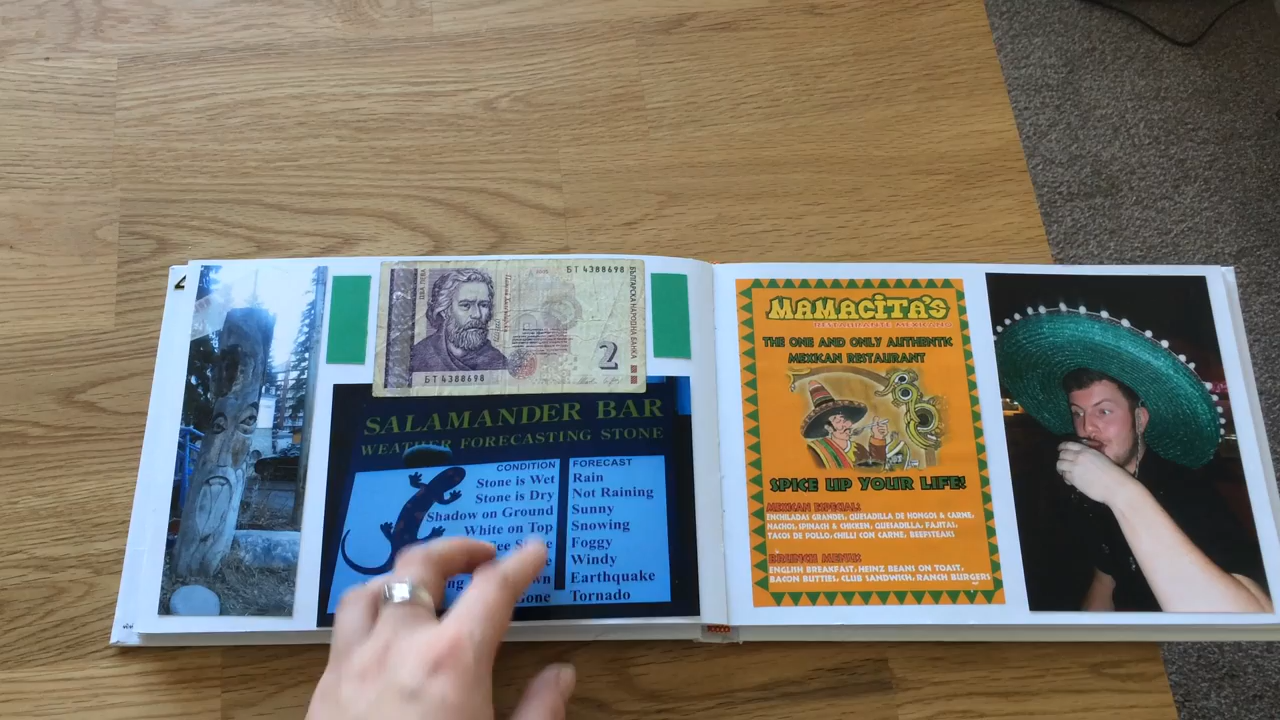 БТ 4388698
ДВА ЛЕВА
БЪЛГАРСКА НАРОДНА БАНКА
2
БТ 4388698
SALAMANDER BAR
WEATHER FORECASTING STONE
CONDITION FORECAST
Stone is Wet Rain
Stone is Dry Not Raining
Shadow on Ground Sunny
White on Top Snowing
Foggy
Windy
Earthquake
Gone Tornado
MAMACITA'S
RESTAURANTE MEXICANO
THE ONE AND ONLY AUTHENTIC
MEXICAN RESTAURANT
SPICE UP YOUR LIFE!
MEXICAN ESPECIAL:
ENCHILADAS GRANDES, QUESADILLA DE HONGOS & CARNE,
NACHOS, SPINACH & CHICKEN, QUESADILLA, FAJITAS,
TACOS DE POLLO, CHILLI CON CARNE, BEEFSTEAKS
BRUNCH MENU:
ENGLISH BREAKFAST, HEINZ BEANS ON TOAST,
BACON BUTTIES, CLUB SANDWICH, RANCH BURGERS